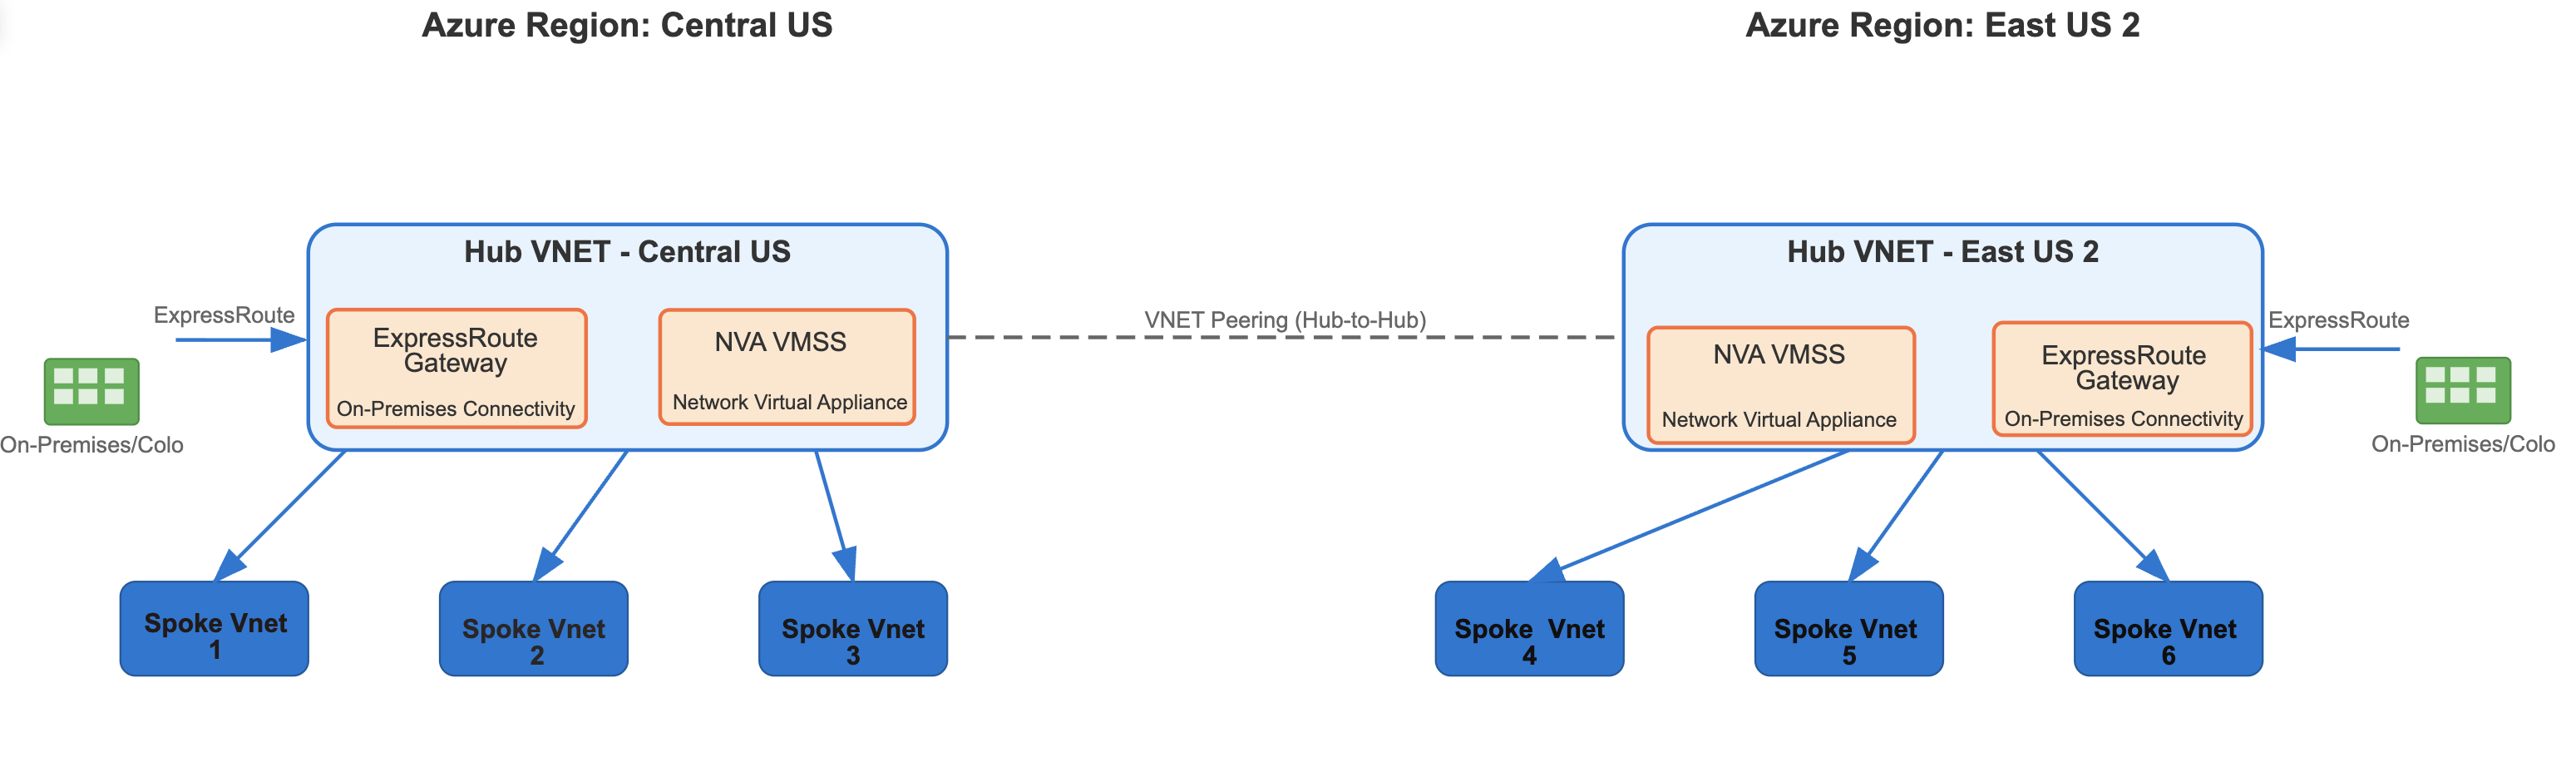 Azure Region: Central US
Azure Region: East US 2
Hub VNET - Central US
ExpressRoute
ExpressRoute
Gateway
On-Premises Connectivity
NVA VMSS
Network Virtual Appliance
On-Premises/Colo
VNET Peering (Hub-to-Hub)
Hub VNET - East US 2
NVA VMSS
Network Virtual Appliance
ExpressRoute
Gateway
On-Premises Connectivity
ExpressRoute
On-Premises/Colo
Spoke Vnet
1
Spoke Vnet
2
Spoke Vnet
3
Spoke  Vnet
4
Spoke Vnet
5
Spoke Vnet
6